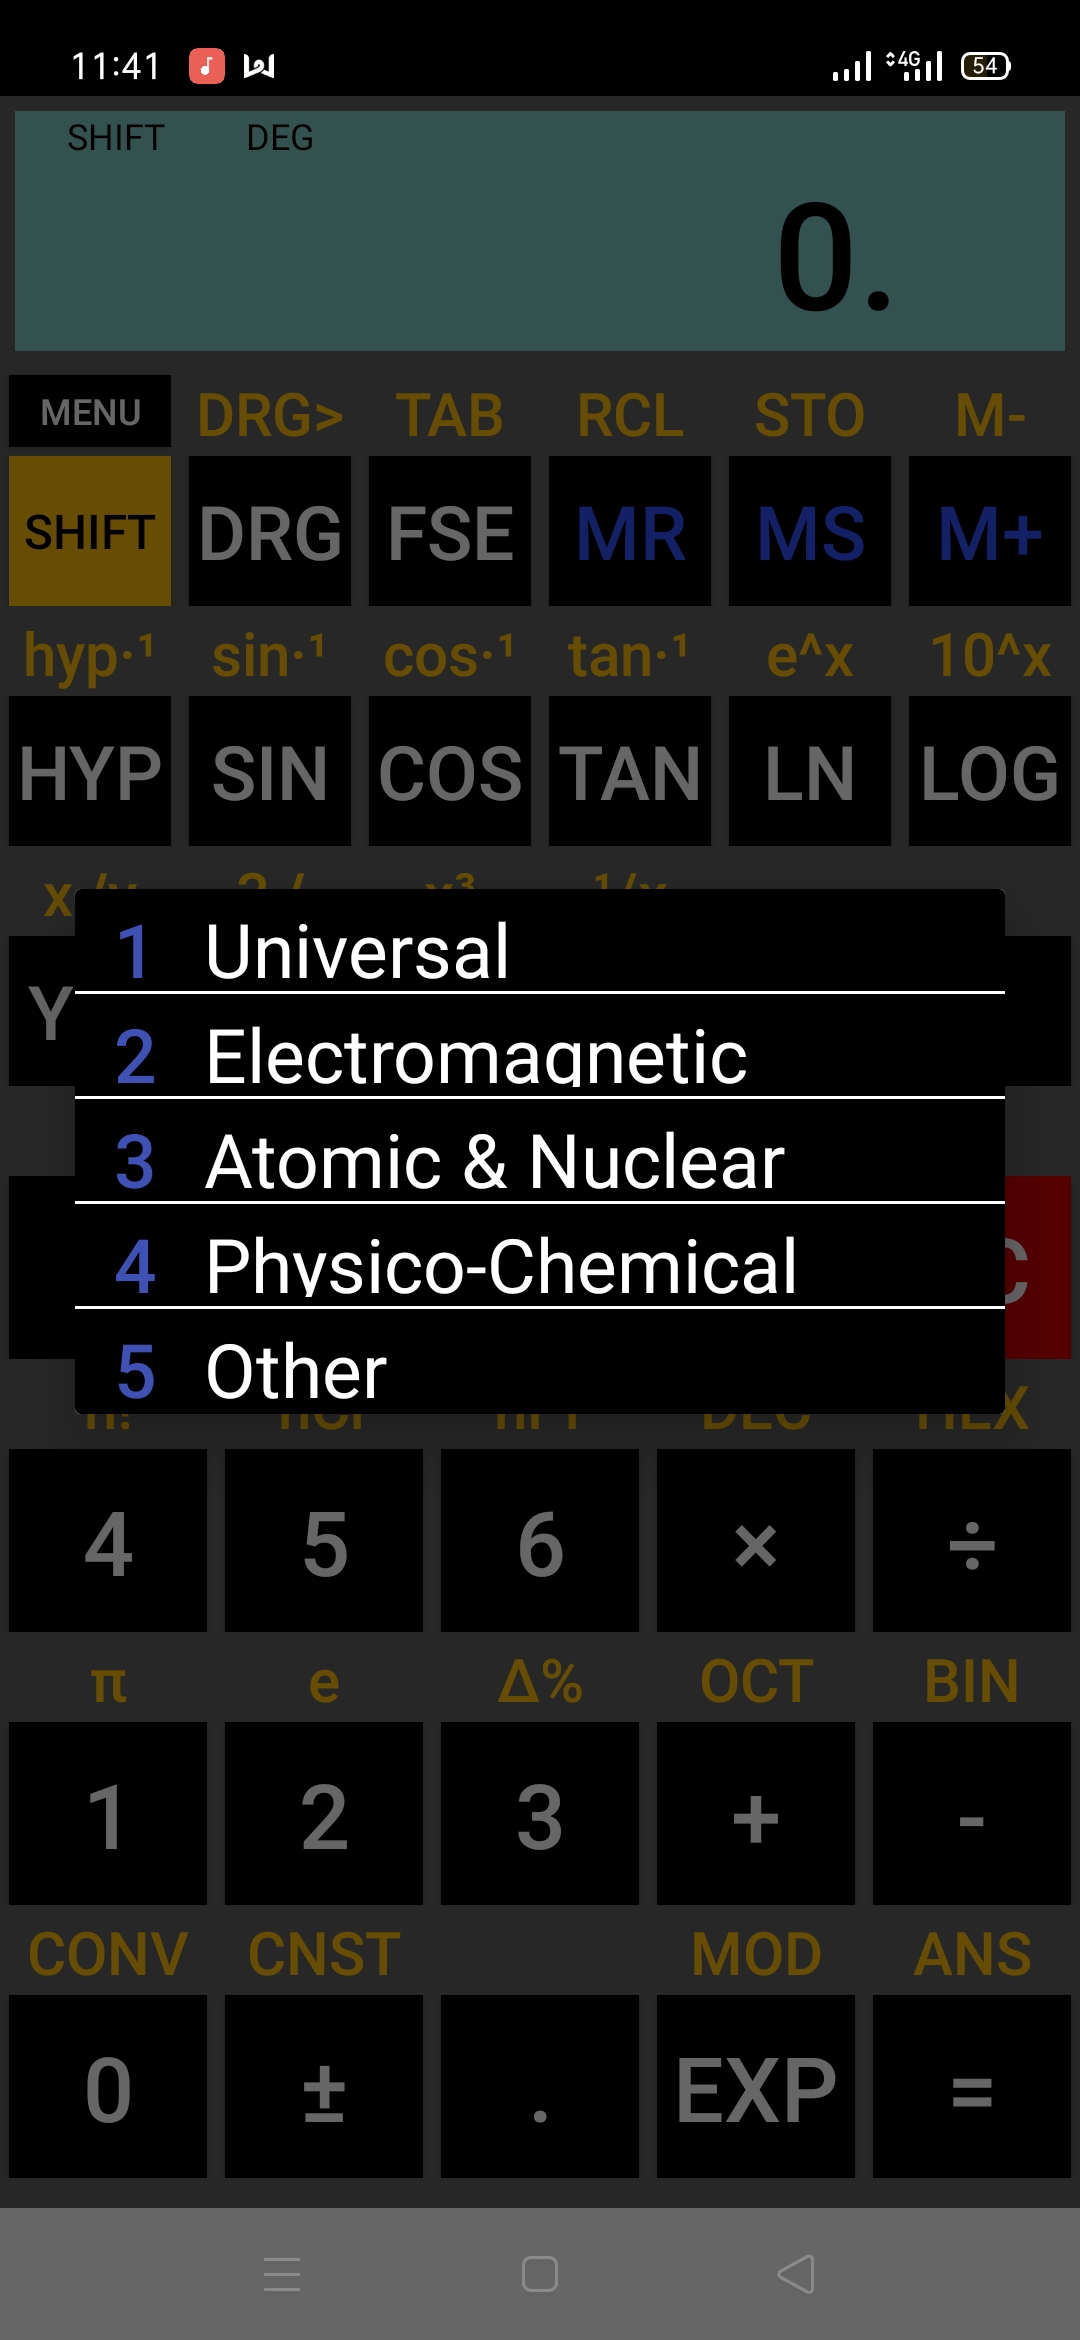 11:41 4G 54
SHIFT DEG
0.
MENU DRG> TAB RCL STO M-
SHIFT DRG FSE MR MS M+
hyp·¹ sin·¹ cos·¹ tan·¹ e^x 10^x
HYP SIN COS TAN LN LOG
1 Universal
Y
2 Electromagnetic
3 Atomic & Nuclear
4 Physico-Chemical
C
5 Other
4 5 6 × ÷
π e Δ% OCT BIN
1 2 3 + -
CONV CNST MOD ANS
0 ± . EXP =